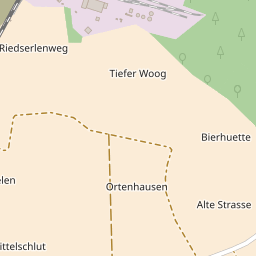 Riedserlenweg
Tiefer Woog
Bierhuette
elen
Ortenhausen
Alte Strasse
ittelschlut